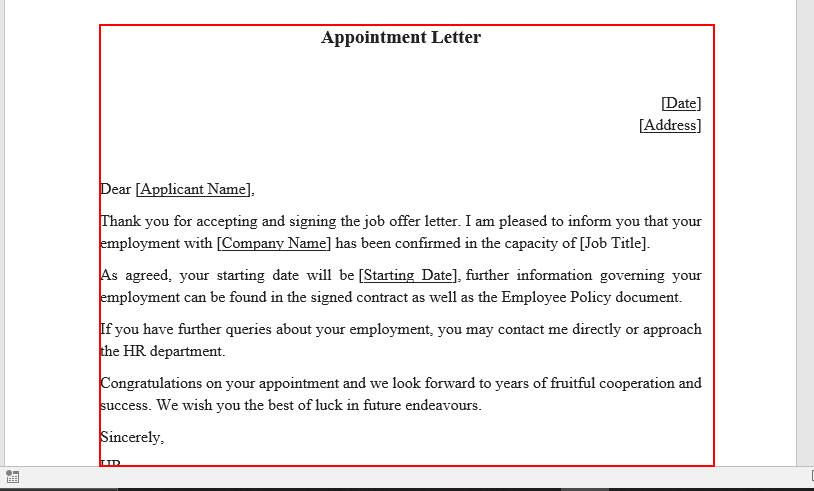 Appointment Letter
[Date]
[Address]
Dear [Applicant Name],
Thank you for accepting and signing the job offer letter. I am pleased to inform you that your
employment with [Company Name] has been confirmed in the capacity of [Job Title].
As agreed, your starting date will be [Starting Date], further information governing your
employment can be found in the signed contract as well as the Employee Policy document.
If you have further queries about your employment, you may contact me directly or approach
the HR department.
Congratulations on your appointment and we look forward to years of fruitful cooperation and
success. We wish you the best of luck in future endeavours.
Sincerely,
HR